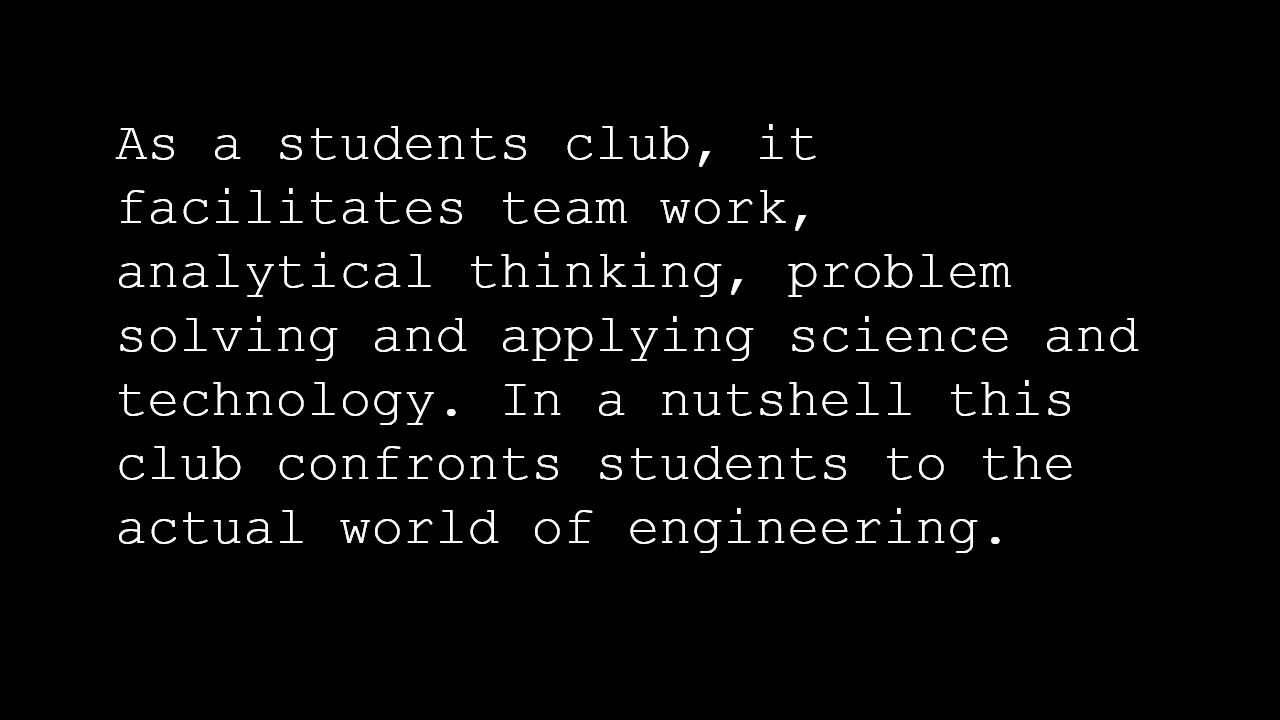 As a students club, it
facilitates team work,
analytical thinking, problem
solving and applying science and
technology. In a nutshell this
club confronts students to the
actual world of engineering.